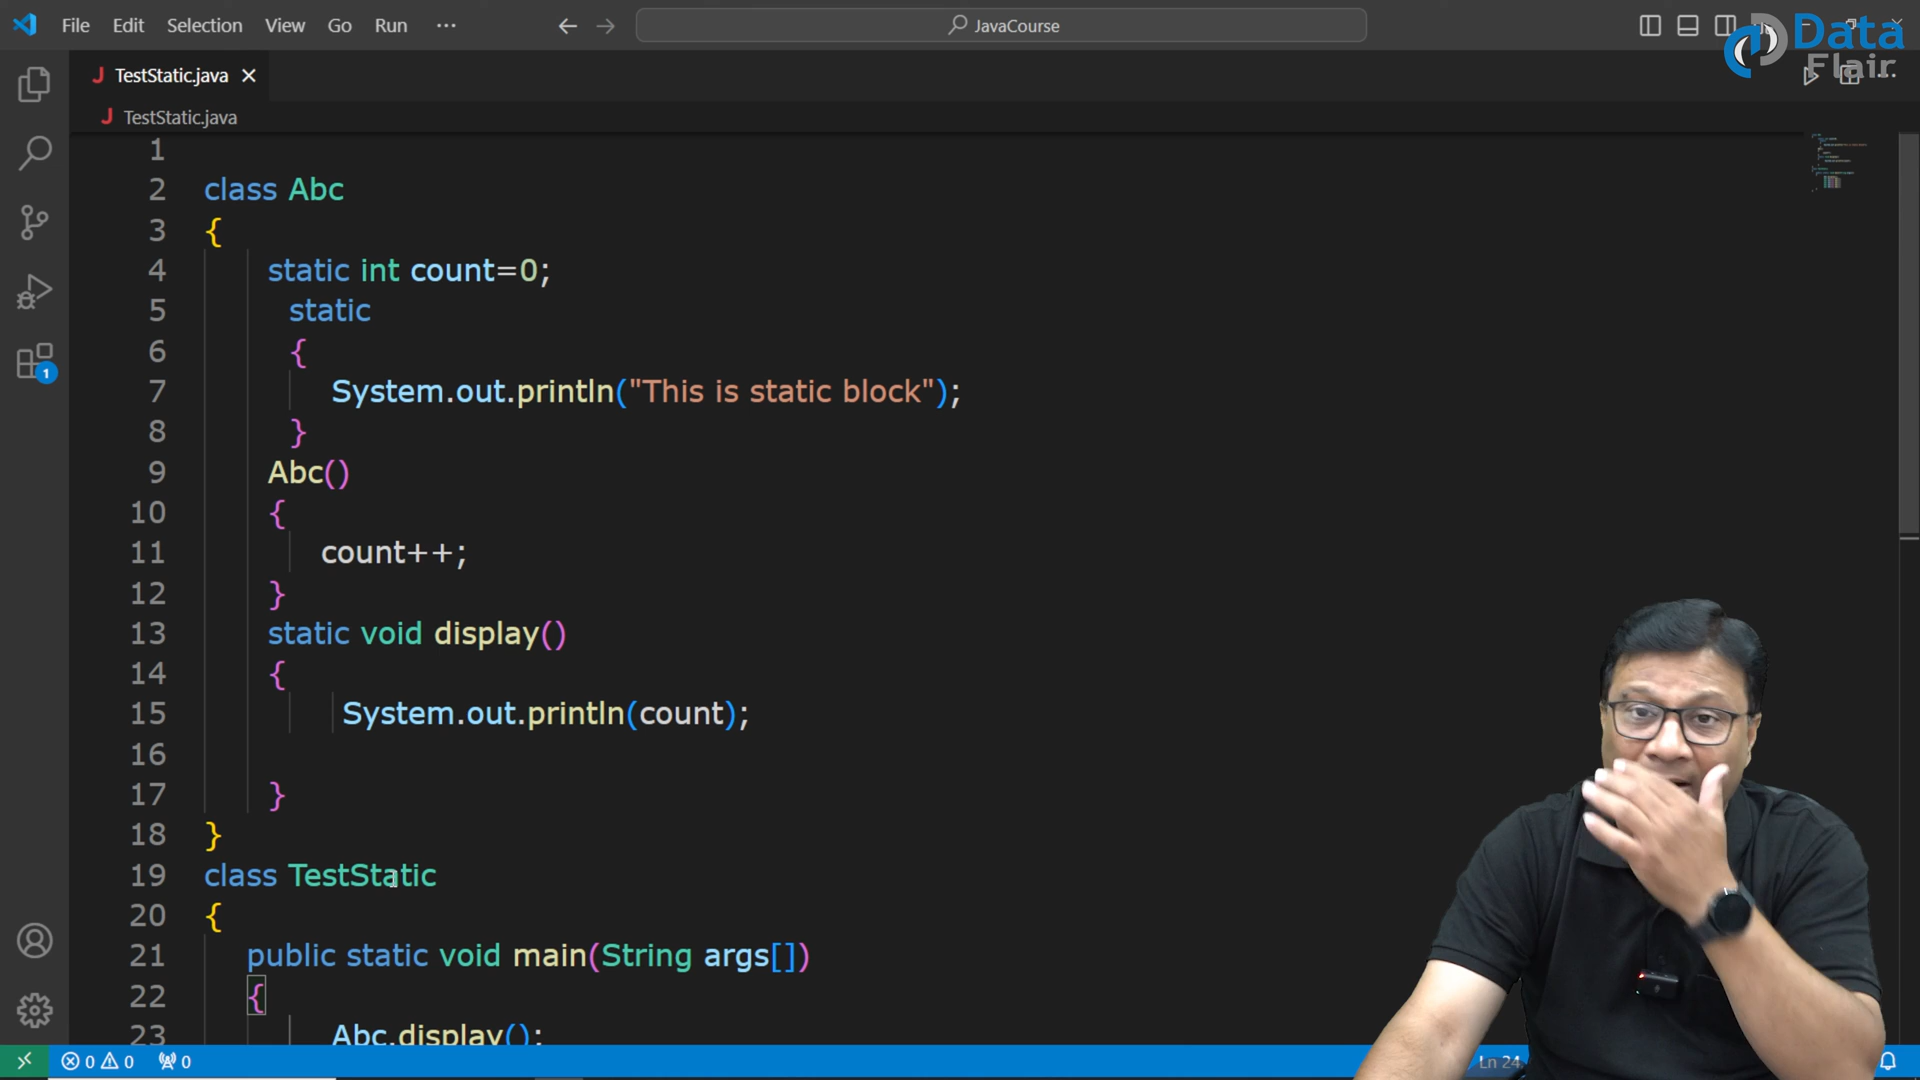 File Edit Selection View Go Run ···
JavaCourse
Data
Flair
TestStatic.java
TestStatic.java
1
2 class Abc
3 {
4 static int count=0;
5 static
6 {
7 System.out.println("This is static block");
8 }
9 Abc()
10 {
11 count++;
12 }
13 static void display()
14 {
15 System.out.println(count);
16
17 }
18 }
19 class TestStatic
20 {
21 public static void main(String args[])
22 {
23 Abc.display();
1
0 0 0
Ln 24,